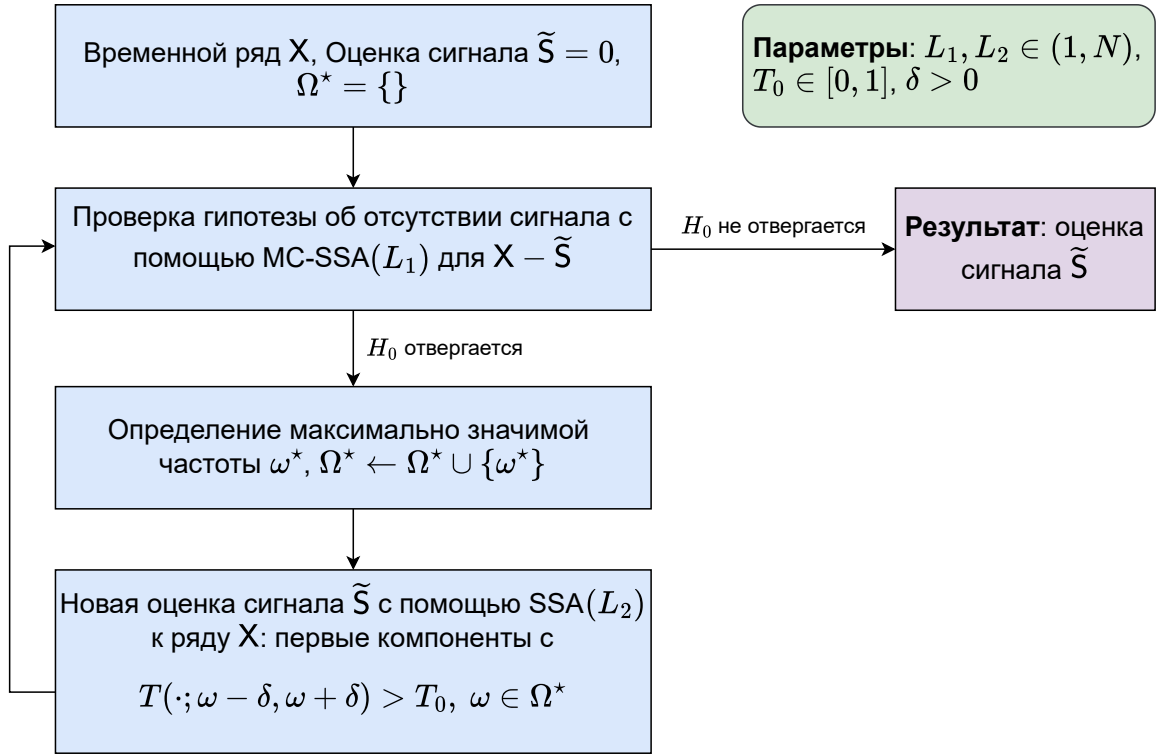 Временной ряд X, Оценка сигнала S̃ = 0,
Ω⋆ = {}
Параметры: L₁, L₂ ∈ (1, N),
T₀ ∈ [0, 1], δ > 0
Проверка гипотезы об отсутствии сигнала с
помощью MC-SSA(L₁) для X − S̃
H₀ не отвергается
Результат: оценка
сигнала S̃
H₀ отвергается
Определение максимально значимой
частоты ω⋆, Ω⋆ ← Ω⋆ ∪ {ω⋆}
Новая оценка сигнала S̃ с помощью SSA(L₂)
к ряду X: первые компоненты с
T(·; ω − δ, ω + δ) > T₀, ω ∈ Ω⋆